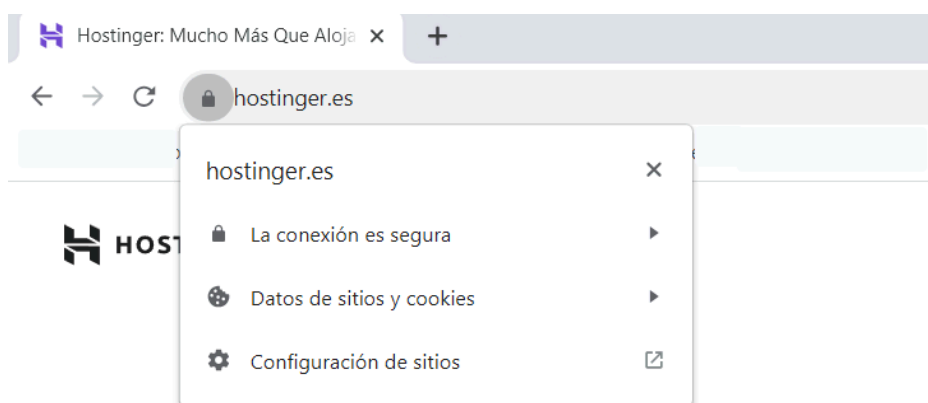 Hostinger: Mucho Más Que Aloja
hostinger.es
hostinger.es
La conexión es segura
HOST
Datos de sitios y cookies
Configuración de sitios